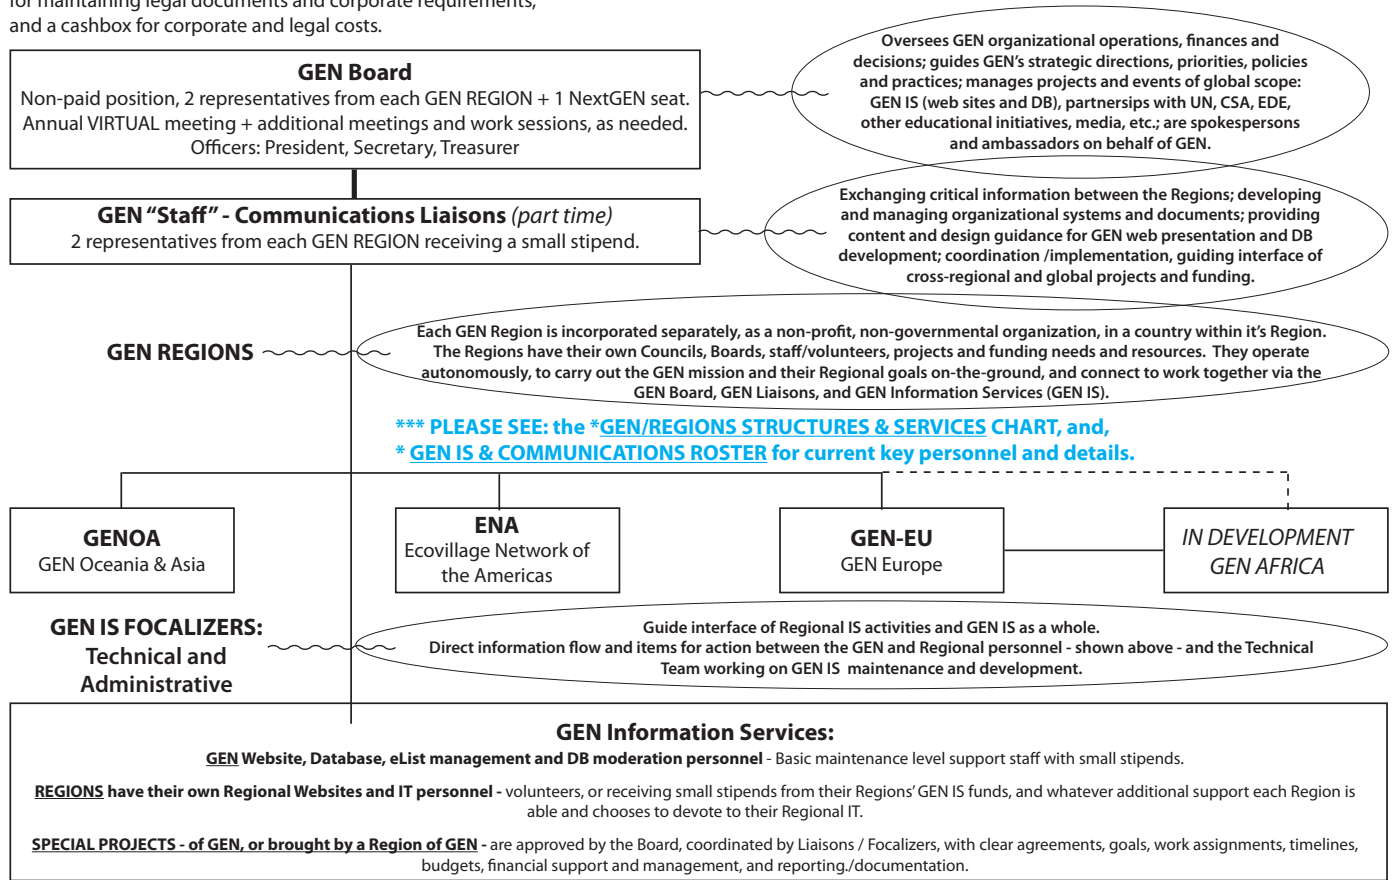 for maintaining legal documents and corporate requirements,
and a cashbox for corporate and legal costs.
GEN Board
Non-paid position, 2 representatives from each GEN REGION + 1 NextGEN seat.
Annual VIRTUAL meeting + additional meetings and work sessions, as needed.
Officers: President, Secretary, Treasurer
Oversees GEN organizational operations, finances and
decisions; guides GEN's strategic directions, priorities, policies
and practices; manages projects and events of global scope:
GEN IS (web sites and DB), partnersips with UN, CSA, EDE,
other educational initiatives, media, etc.; are spokespersons
and ambassadors on behalf of GEN.
GEN “Staff” - Communications Liaisons (part time)
2 representatives from each GEN REGION receiving a small stipend.
Exchanging critical information between the Regions; developing
and managing organizational systems and documents; providing
content and design guidance for GEN web presentation and DB
development; coordination /implementation, guiding interface of
cross-regional and global projects and funding.
GEN REGIONS
Each GEN Region is incorporated separately, as a non-profit, non-governmental organization, in a country within it's Region.
The Regions have their own Councils, Boards, staff/volunteers, projects and funding needs and resources. They operate
autonomously, to carry out the GEN mission and their Regional goals on-the-ground, and connect to work together via the
GEN Board, GEN Liaisons, and GEN Information Services (GEN IS).
*** PLEASE SEE: the *GEN/REGIONS STRUCTURES & SERVICES CHART, and,
* GEN IS & COMMUNICATIONS ROSTER for current key personnel and details.
GENOA
GEN Oceania & Asia
ENA
Ecovillage Network of
the Americas
GEN-EU
GEN Europe
IN DEVELOPMENT
GEN AFRICA
GEN IS FOCALIZERS:
Technical and
Administrative
Guide interface of Regional IS activities and GEN IS as a whole.
Direct information flow and items for action between the GEN and Regional personnel - shown above - and the Technical
Team working on GEN IS maintenance and development.
GEN Information Services:
GEN Website, Database, eList management and DB moderation personnel - Basic maintenance level support staff with small stipends.
REGIONS have their own Regional Websites and IT personnel - volunteers, or receiving small stipends from their Regions' GEN IS funds, and whatever additional support each Region is
able and chooses to devote to their Regional IT.
SPECIAL PROJECTS - of GEN, or brought by a Region of GEN - are approved by the Board, coordinated by Liaisons / Focalizers, with clear agreements, goals, work assignments, timelines,
budgets, financial support and management, and reporting./documentation.